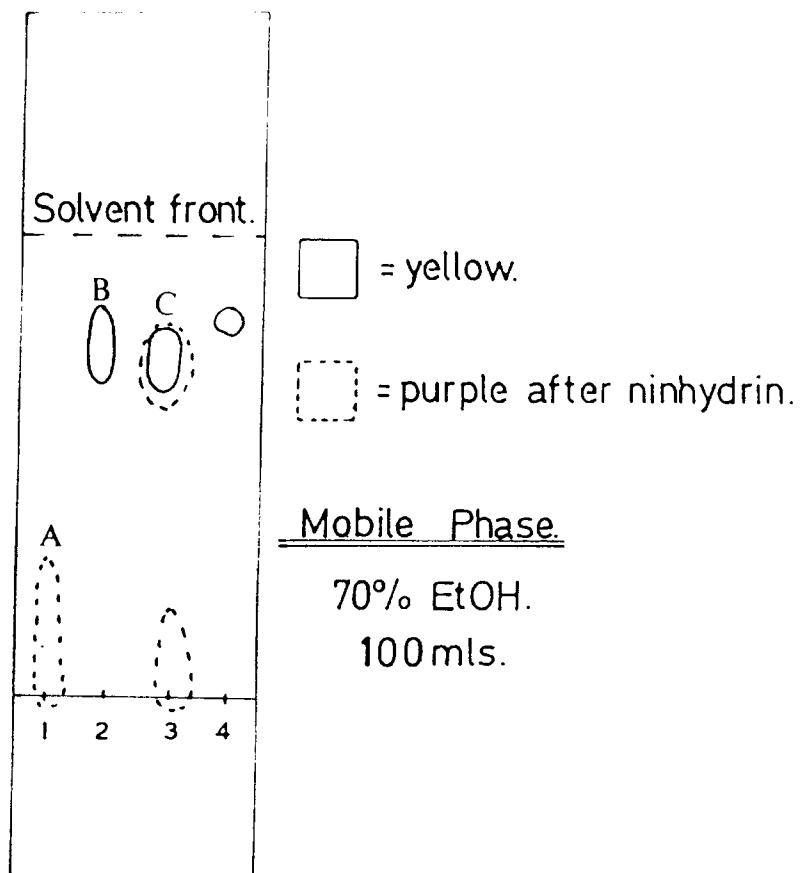 Solvent front.
B
C
A
1 2 3 4
= yellow.
= purple after ninhydrin.
Mobile Phase.
70% EtOH.
100 mls.